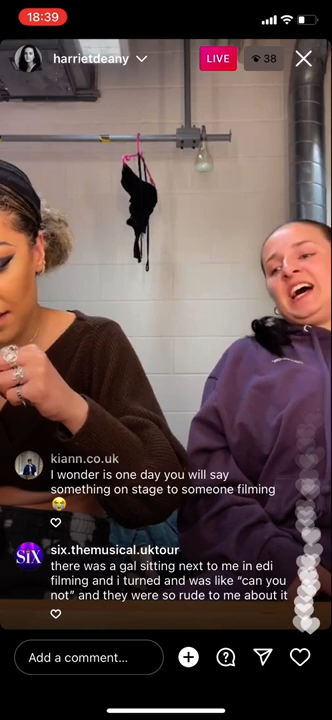 18:39
harrietdeany
LIVE
38
kiann.co.uk
I wonder is one day you will say
something on stage to someone filming
😭
SIX
six.themusical.uktour
there was a gal sitting next to me in edi
filming and i turned and was like “can you
not” and they were so rude to me about it
Add a comment...